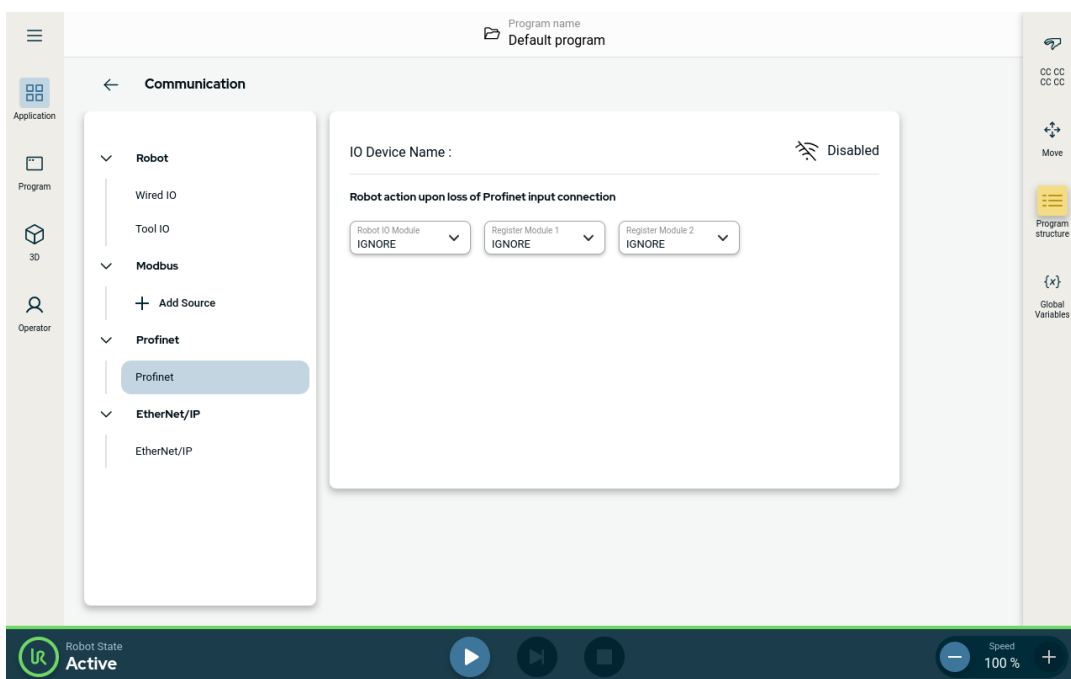 Program name
Default program
Application
Program
3D
Operator
Communication
Robot
Wired IO
Tool IO
Modbus
Add Source
Profinet
Profinet
EtherNet/IP
EtherNet/IP
IO Device Name :
Disabled
Robot action upon loss of Profinet input connection
Robot IO Module
IGNORE
Register Module 1
IGNORE
Register Module 2
IGNORE
CC CC
CC CC
Move
Program
structure
{x}
Global
Variables
UR
Robot State
Active
Speed
100 %